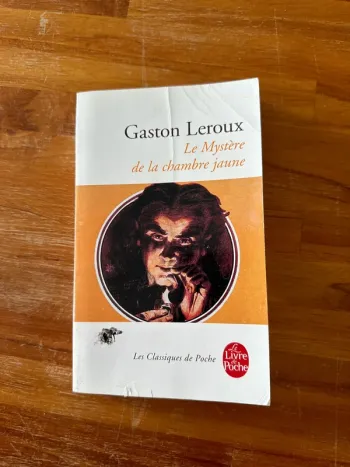 Gaston Leroux
Le Mystère
de la chambre jaune
Les Classiques de Poche
Le
Livre
de
Poche